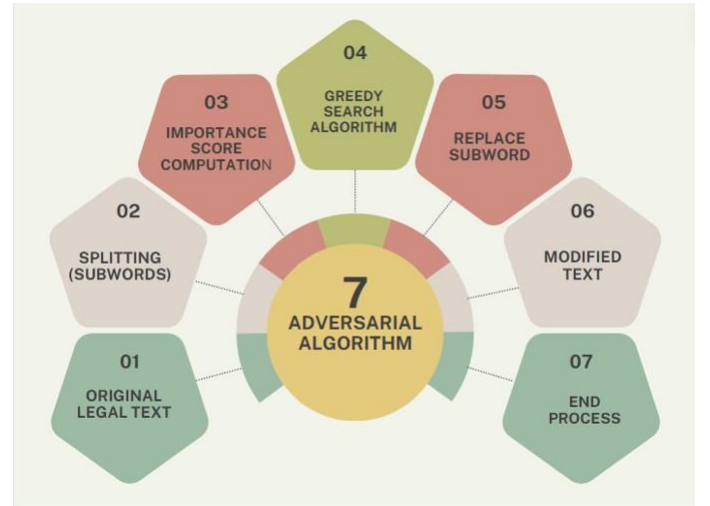 01
ORIGINAL
LEGAL TEXT
02
SPLITTING
(SUBWORDS)
03
IMPORTANCE
SCORE
COMPUTATION
04
GREEDY
SEARCH
ALGORITHM
05
REPLACE
SUBWORD
06
MODIFIED
TEXT
07
END
PROCESS
7
ADVERSARIAL
ALGORITHM